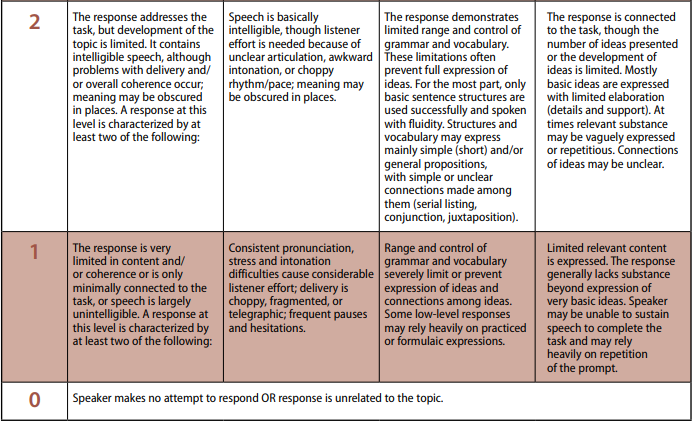 2
The response addresses the
task, but development of the
topic is limited. It contains
intelligible speech, although
problems with delivery and/
or overall coherence occur;
meaning may be obscured
in places. A response at this
level is characterized by at
least two of the following:
Speech is basically
intelligible, though listener
effort is needed because of
unclear articulation, awkward
intonation, or choppy
rhythm/pace; meaning may
be obscured in places.
The response demonstrates
limited range and control of
grammar and vocabulary.
These limitations often
prevent full expression of
ideas. For the most part, only
basic sentence structures are
used successfully and spoken
with fluidity. Structures and
vocabulary may express
mainly simple (short) and/or
general propositions,
with simple or unclear
connections made among
them (serial listing,
conjunction, juxtaposition).
The response is connected
to the task, though the
number of ideas presented
or the development of
ideas is limited. Mostly
basic ideas are expressed
with limited elaboration
(details and support). At
times relevant substance
may be vaguely expressed
or repetitious. Connections
of ideas may be unclear.
1
The response is very
limited in content and/
or coherence or is only
minimally connected to the
task, or speech is largely
unintelligible. A response at
this level is characterized by
at least two of the following:
Consistent pronunciation,
stress and intonation
difficulties cause considerable
listener effort; delivery is
choppy, fragmented, or
telegraphic; frequent pauses
and hesitations.
Range and control of
grammar and vocabulary
severely limit or prevent
expression of ideas and
connections among ideas.
Some low-level responses
may rely heavily on practiced
or formulaic expressions.
Limited relevant content
is expressed. The response
generally lacks substance
beyond expression of
very basic ideas. Speaker
may be unable to sustain
speech to complete the
task and may rely
heavily on repetition
of the prompt.
0
Speaker makes no attempt to respond OR response is unrelated to the topic.